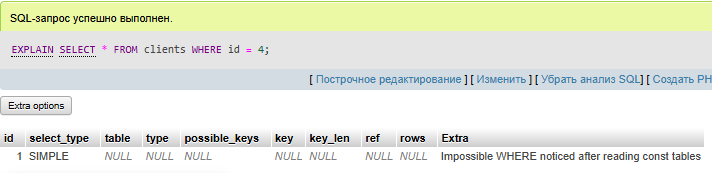 SQL-запрос успешно выполнен.
EXPLAIN SELECT * FROM clients WHERE id = 4;
[ Построчное редактирование ] [ Изменить ] [ Убрать анализ SQL] [ Создать PH
Extra options
id select_type table type possible_keys key key_len ref rows Extra
1 SIMPLE NULL NULL NULL NULL NULL NULL NULL Impossible WHERE noticed after reading const tables